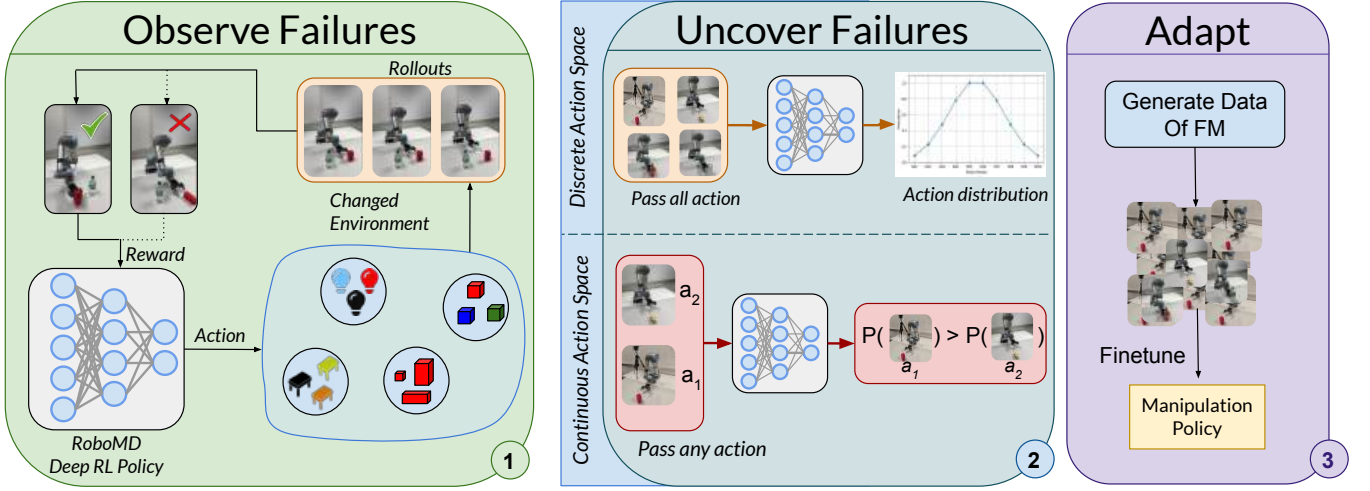 Observe Failures
Rollouts
Changed
Environment
Reward
Action
RoboMD
Deep RL Policy
1
Uncover Failures
Discrete Action Space
Pass all action
Action distribution
Continuous Action Space
a2
a1
Pass any action
P( ) > P( )
a1 a2
2
Adapt
Generate Data
Of FM
Finetune
Manipulation
Policy
3